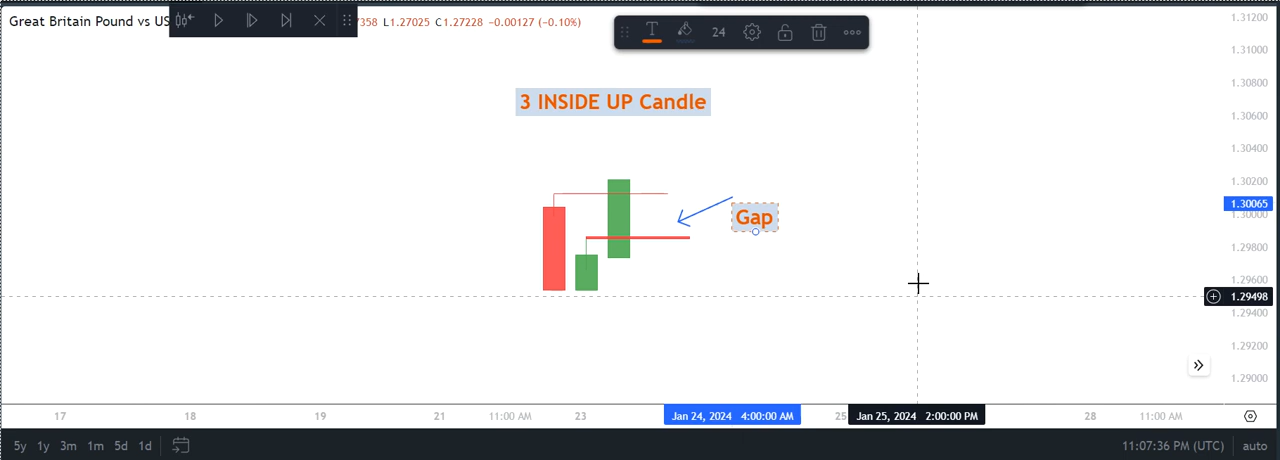 Great Britain Pound vs US
7358 L1.27025 C1.27228 −0.00127 (−0.10%)
T
24
3 INSIDE UP Candle
Gap
1.31200
1.31000
1.30800
1.30600
1.30400
1.30200
1.30065
1.30000
1.29800
1.29600
1.29498
1.29400
1.29200
1.29000
17 18 19 21 11:00 AM 23 Jan 24, 2024 4:00:00 AM 25 Jan 25, 2024 2:00:00 PM 28 11:00 AM
5y 1y 3m 1m 5d 1d 11:07:36 PM (UTC) auto